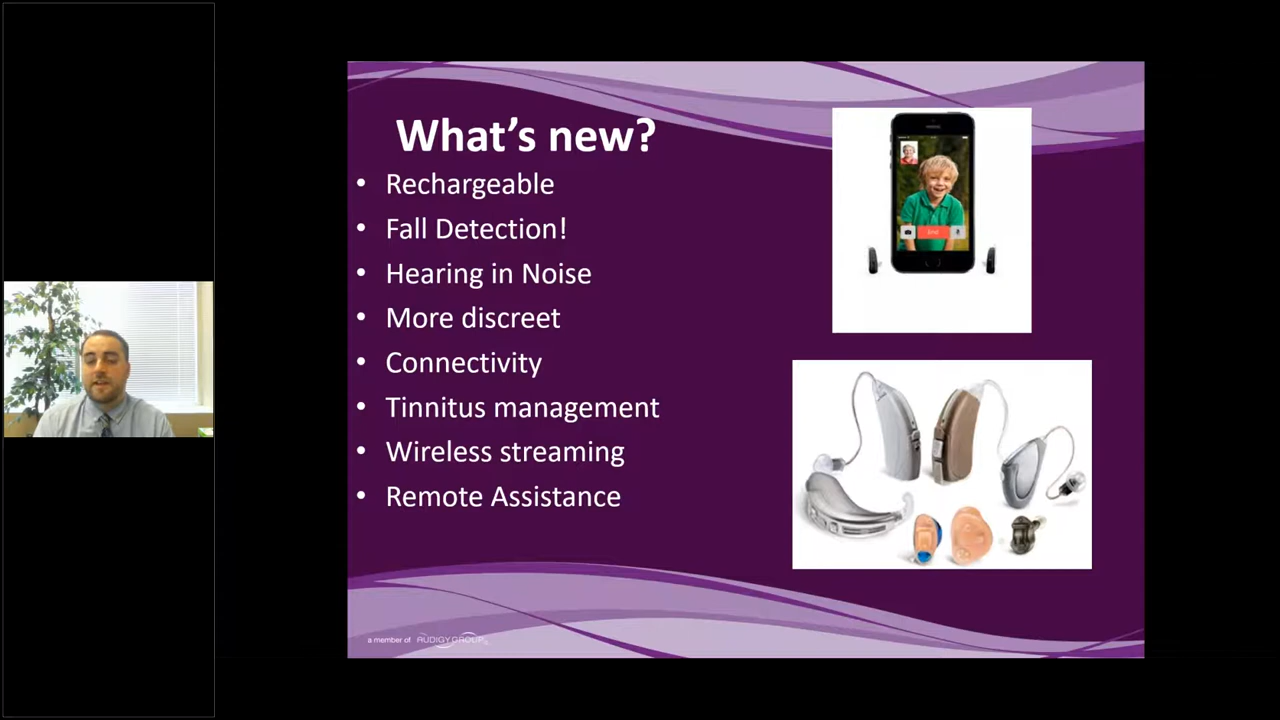 What's new?
• Rechargeable
• Fall Detection!
• Hearing in Noise
• More discreet
• Connectivity
• Tinnitus management
• Wireless streaming
• Remote Assistance
End
a member of AUDIGY GROUP